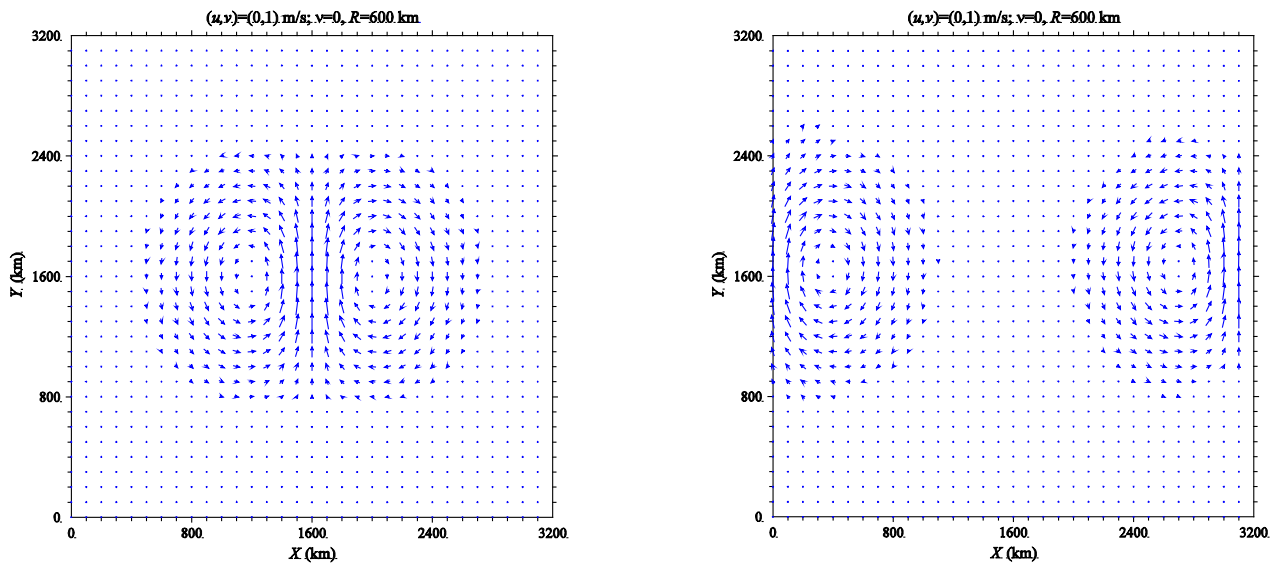 (u,v)=(0,1) m/s; ν=0, R=600 km
3200.
2400.
1600.
800.
0.
Y (km)
0. 800. 1600. 2400. 3200.
X (km)
(u,v)=(0,1) m/s; ν=0, R=600 km
3200.
2400.
1600.
800.
0.
Y (km)
0. 800. 1600. 2400. 3200.
X (km)